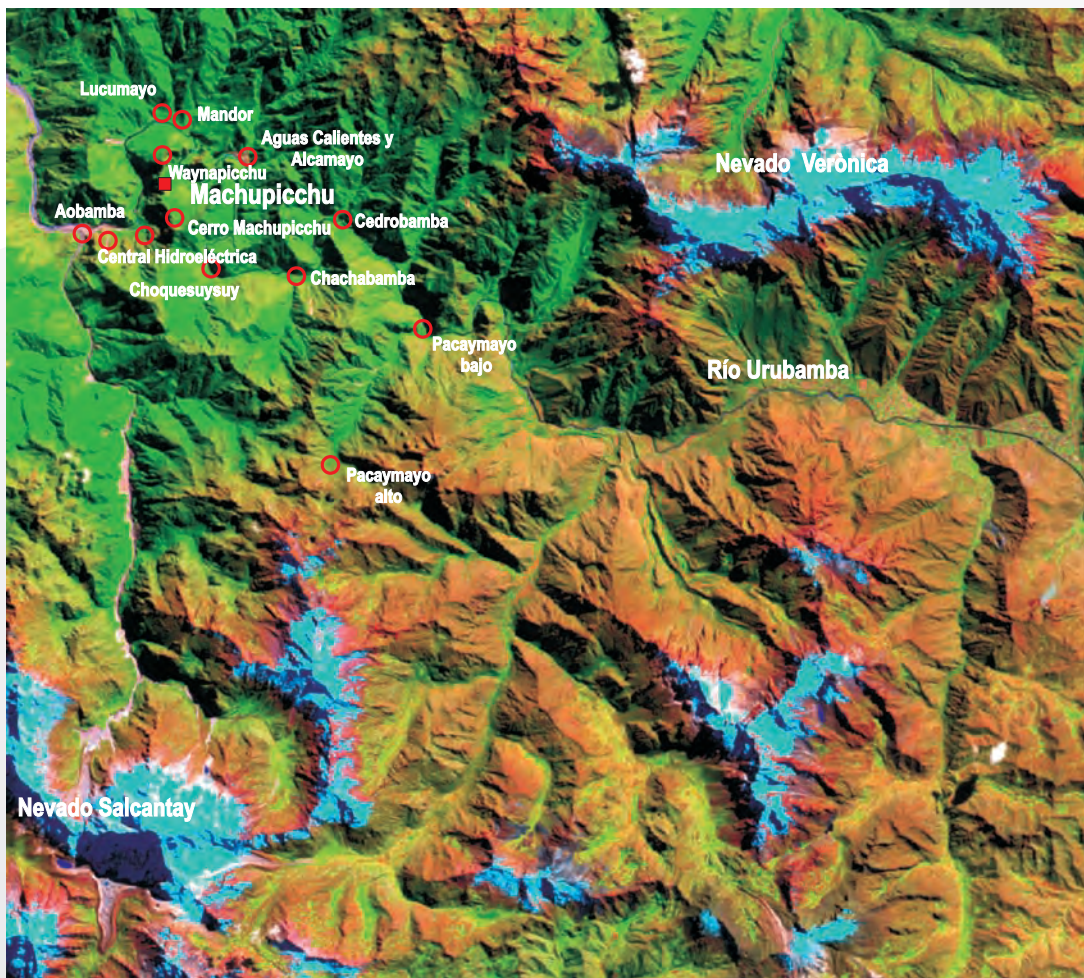 Lucumayo
Mandor
Aguas Calientes y
Alcamayo
Nevado Verónica
Waynapicchu
Machupicchu
Aobamba
Cerro Machupicchu
Cedrobamba
Central Hidroeléctrica
Choquesuysuy
Chachabamba
Pacaymayo
bajo
Río Urubamba
Pacaymayo
alto
Nevado Salcantay